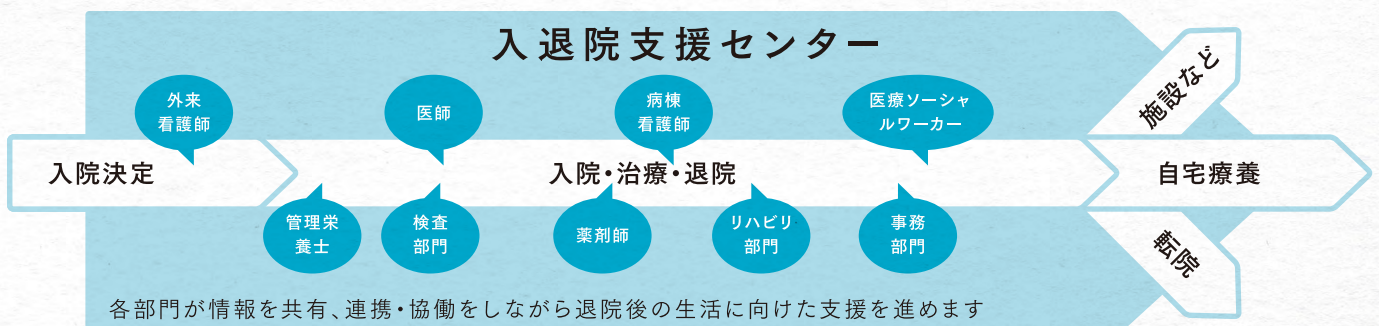 入退院支援センター
外来
看護師
医師
病棟
看護師
医療ソーシャ
ルワーカー
施設など
入院決定
入院・治療・退院
自宅療養
管理栄
養士
検査
部門
薬剤師
リハビリ
部門
事務
部門
転院
各部門が情報を共有、連携・協働をしながら退院後の生活に向けた支援を進めます